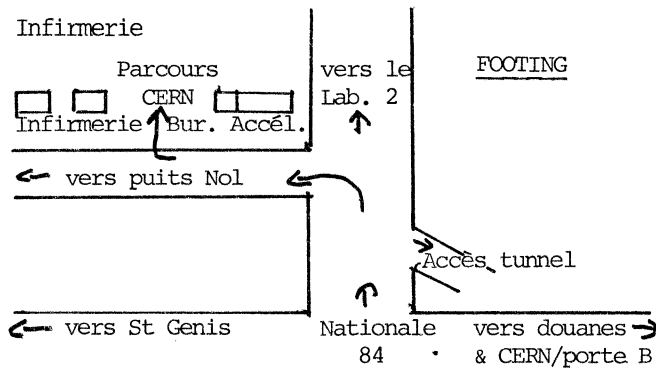 Infirmerie
Parcours
CERN
vers le
Lab. 2
FOOTING
Infirmerie Bur. Accél.
vers puits No1
Accès tunnel
vers St Genis
Nationale
84
vers douanes
& CERN/porte B